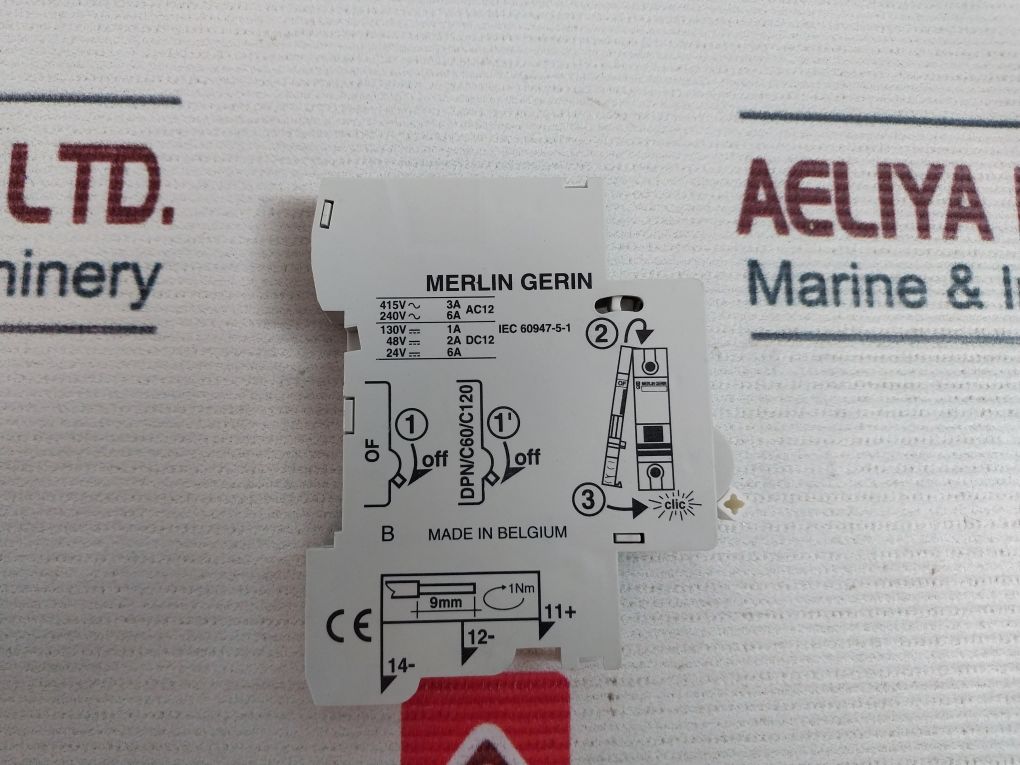 LTD.
hinery
AELIYA
Marine & In
MERLIN GERIN
415V ~ 3A AC12
240V ~ 6A
130V ⎓ 1A IEC 60947-5-1
48V ⎓ 2A DC12
24V ⎓ 6A
2
OF
MERLIN GERIN
OF
1
off
DPN/C60/C120
1'
off
3
clic
B MADE IN BELGIUM
CE
9mm
1Nm
11+
12-
14-